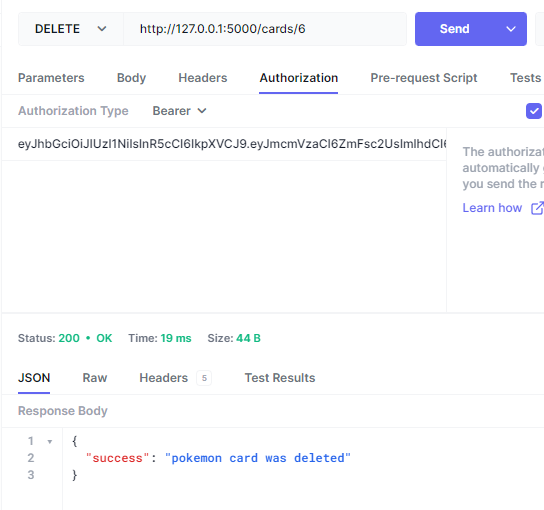 DELETE http://127.0.0.1:5000/cards/6 Send
Parameters Body Headers Authorization Pre-request Script Tests
Authorization Type Bearer
eyJhbGciOiJIUzI1NiIsInR5cCI6IkpXVCJ9.eyJmcmVzaCI6ZmFsc2UsImlhdCI6
The authorizat
automatically
you send the r
Learn how
Status: 200 • OK Time: 19 ms Size: 44 B
JSON Raw Headers 5 Test Results
Response Body
1 {
2 "success": "pokemon card was deleted"
3 }